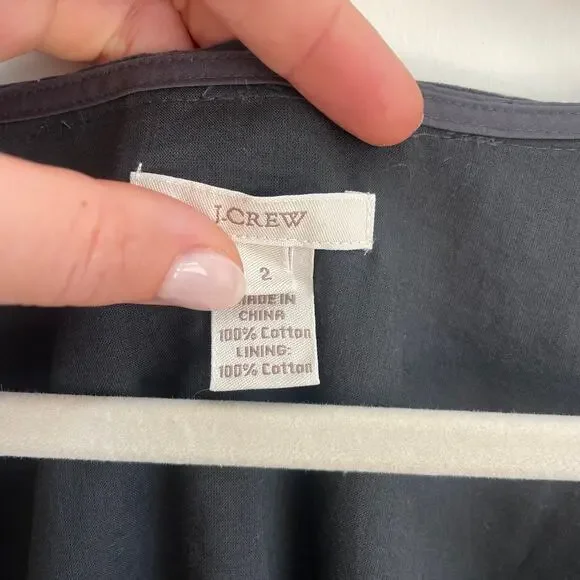 J.CREW
2
MADE IN
CHINA
100% Cotton
LINING:
100% Cotton